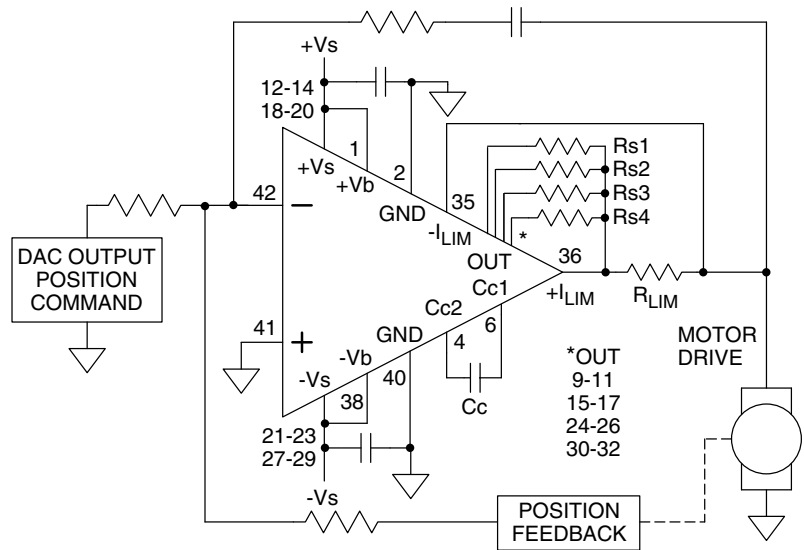 +Vs
12-14
18-20
1
+Vs
+Vb
2
GND
35
-ILIM
Rs1
Rs2
Rs3
Rs4
*
OUT
42
−
DAC OUTPUT
POSITION
COMMAND
36
+ILIM
RLIM
Cc1
Cc2
6
4
Cc
GND
40
41
+
-Vb
-Vs
38
21-23
27-29
-Vs
*OUT
9-11
15-17
24-26
30-32
MOTOR
DRIVE
POSITION
FEEDBACK